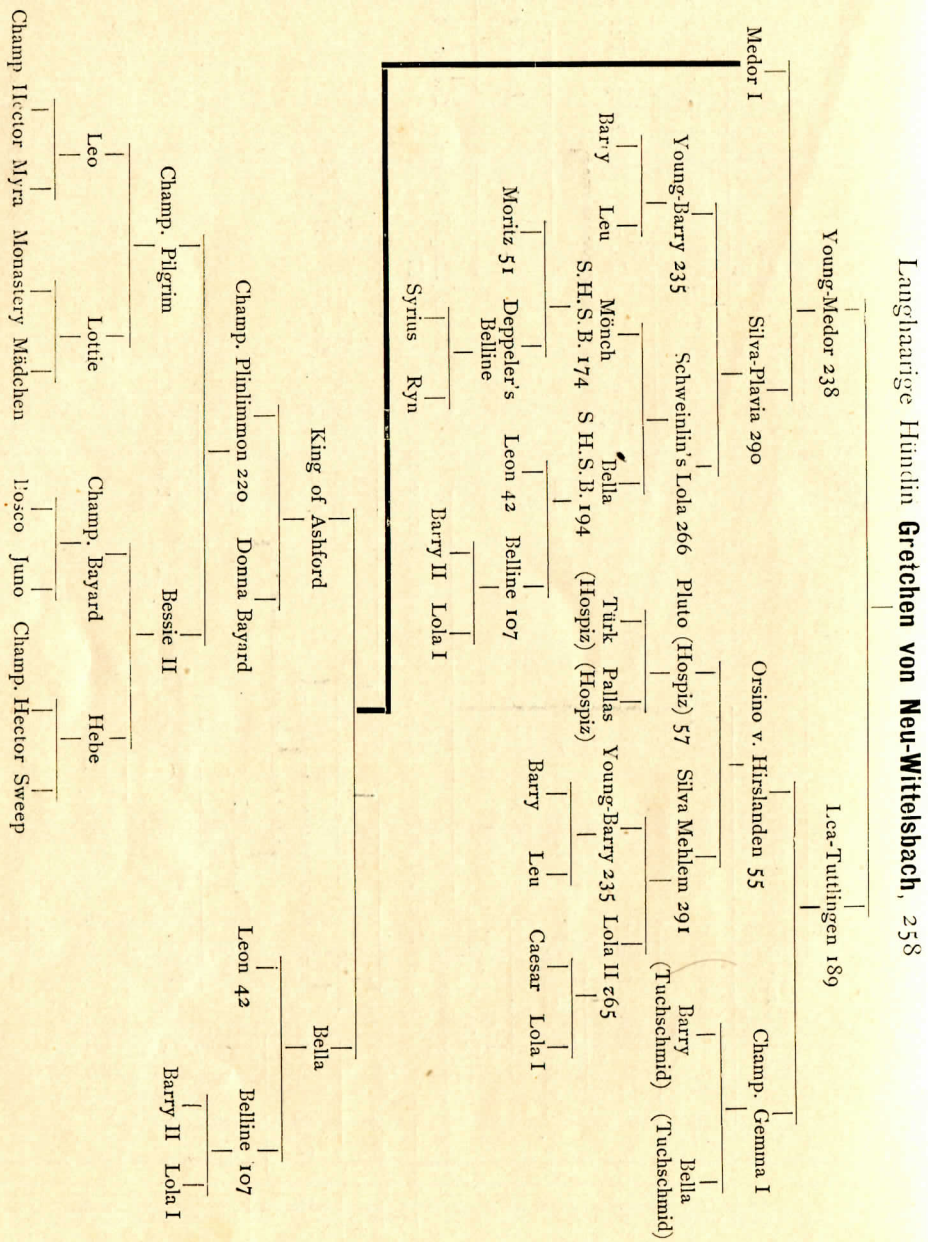 Langhaarige Hündin Gretchen von Neu-Wittelsbach, 258
Young-Medor 238 Lea-Tuttlingen 189
Medor I Silva-Plavia 290 Orsino v. Hirslanden 55 Champ. Gemma I
Young-Barry 235 Schweinlin's Lola 266 Pluto (Hospiz) 57 Silva Mehlem 291 Barry Bella
(Tuchschmid) (Tuchschmid)
Barry Leu Mönch Bella Türk Pallas Young-Barry 235 Lola II 265
S.H.S.B. 174 S H.S.B. 194 (Hospiz) (Hospiz)
Moritz 51 Deppeler's Leon 42 Belline 107 Barry Leu Caesar Lola I
Belline
Syrius Ryn Barry II Lola I
King of Ashford Bella
Champ. Plinlimmon 220 Donna Bayard Leon 42 Belline 107
Champ. Pilgrim Bessie II Barry II Lola I
Leo Lottie Champ. Bayard Hebe
Champ Hector Myra Monastery Mädchen Bosco Juno Champ. Hector Sweep